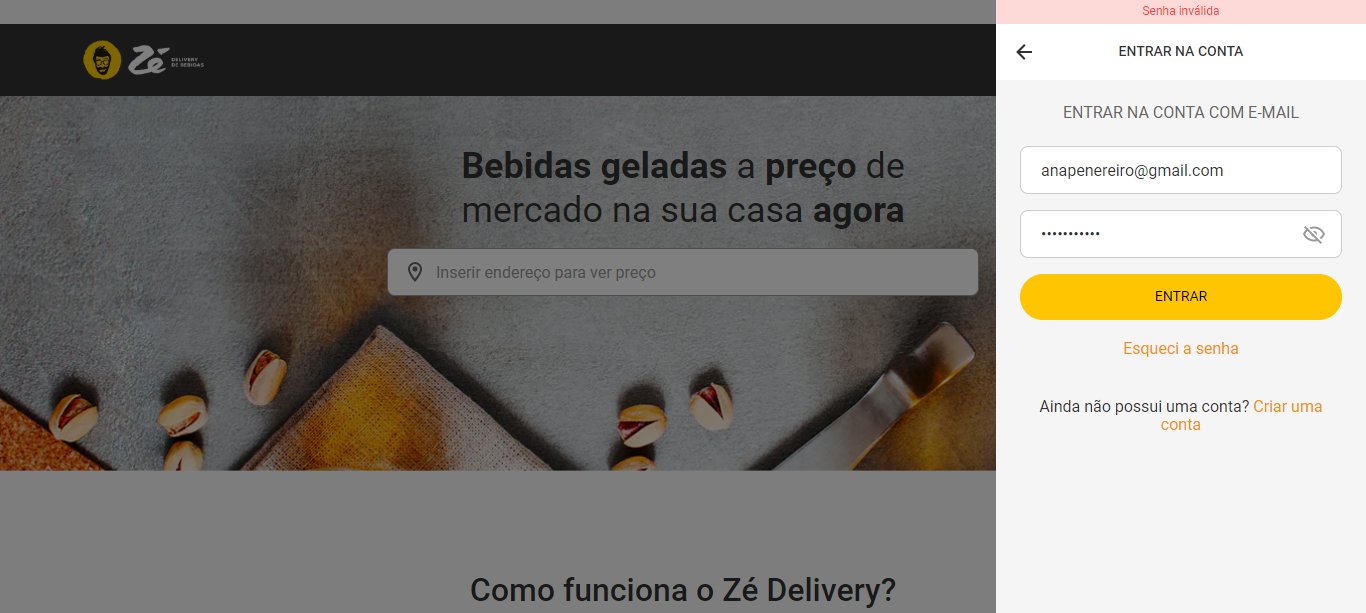 Senha inválida
ENTRAR NA CONTA
Zé DELIVERY
DE BEBIDAS
ENTRAR NA CONTA COM E-MAIL
Bebidas geladas a preço de
mercado na sua casa agora
anapenereiro@gmail.com
•••••••••••
Inserir endereço para ver preço
ENTRAR
Esqueci a senha
Ainda não possui uma conta? Criar uma
conta
Como funciona o Zé Delivery?